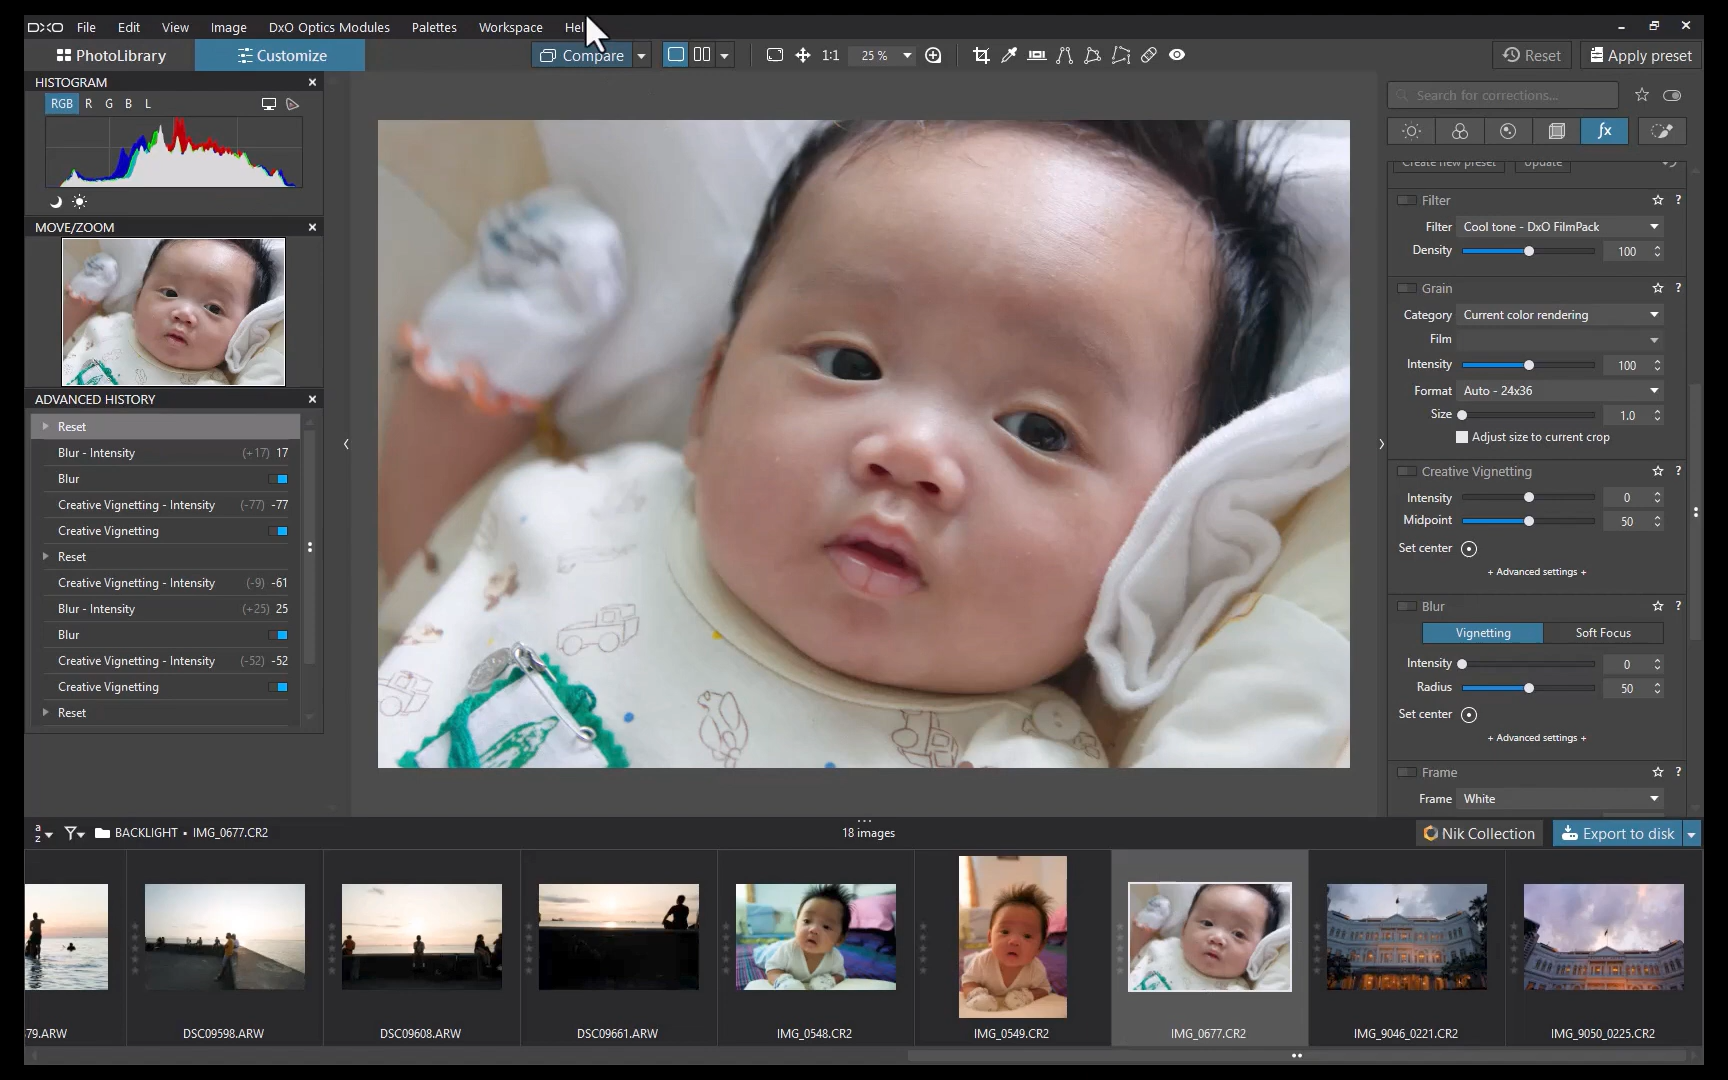 DXO File Edit View Image DxO Optics Modules Palettes Workspace Hel
PhotoLibrary Customize Compare 1:1 25 % Reset Apply preset
HISTOGRAM
RGB R G B L
MOVE/ZOOM
ADVANCED HISTORY
Reset
Blur - Intensity (+17) 17
Blur
Creative Vignetting - Intensity (-77) -77
Creative Vignetting
Reset
Creative Vignetting - Intensity (-9) -61
Blur - Intensity (+25) 25
Blur
Creative Vignetting - Intensity (-52) -52
Creative Vignetting
Reset
Search for corrections...
fx
Create new preset Update
Filter ?
Filter Cool tone - DxO FilmPack
Density 100
Grain ?
Category Current color rendering
Film
Intensity 100
Format Auto - 24x36
Size 1.0
Adjust size to current crop
Creative Vignetting ?
Intensity 0
Midpoint 50
Set center
+ Advanced settings +
Blur ?
Vignetting Soft Focus
Intensity 0
Radius 50
Set center
+ Advanced settings +
Frame ?
Frame White
a z BACKLIGHT • IMG_0677.CR2 18 images Nik Collection Export to disk
79.ARW DSC09598.ARW DSC09608.ARW DSC09661.ARW IMG_0548.CR2 IMG_0549.CR2 IMG_0677.CR2 IMG_9046_0221.CR2 IMG_9050_0225.CR2